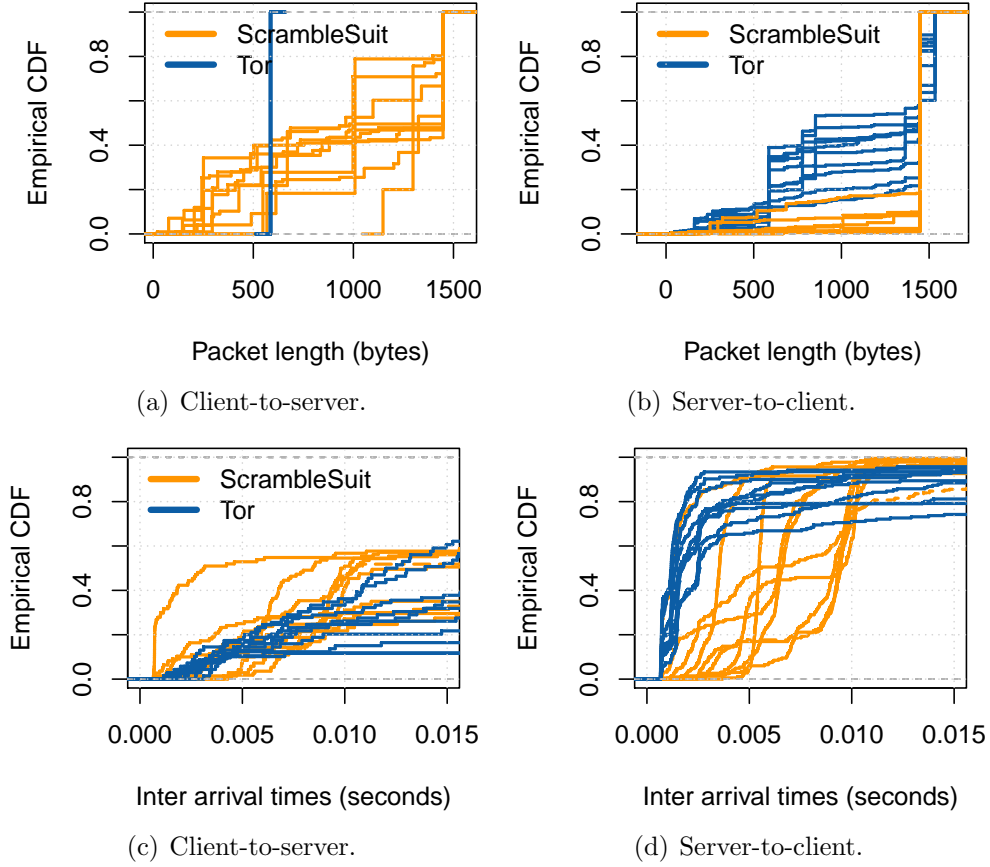 ScrambleSuit
Tor
Empirical CDF
0.0
0.4
0.8
0 500 1000 1500
Packet length (bytes)
(a) Client-to-server.
ScrambleSuit
Tor
Empirical CDF
0.0
0.4
0.8
0 500 1000 1500
Packet length (bytes)
(b) Server-to-client.
ScrambleSuit
Tor
Empirical CDF
0.0
0.4
0.8
0.000 0.005 0.010 0.015
Inter arrival times (seconds)
(c) Client-to-server.
Empirical CDF
0.0
0.4
0.8
0.000 0.005 0.010 0.015
Inter arrival times (seconds)
(d) Server-to-client.